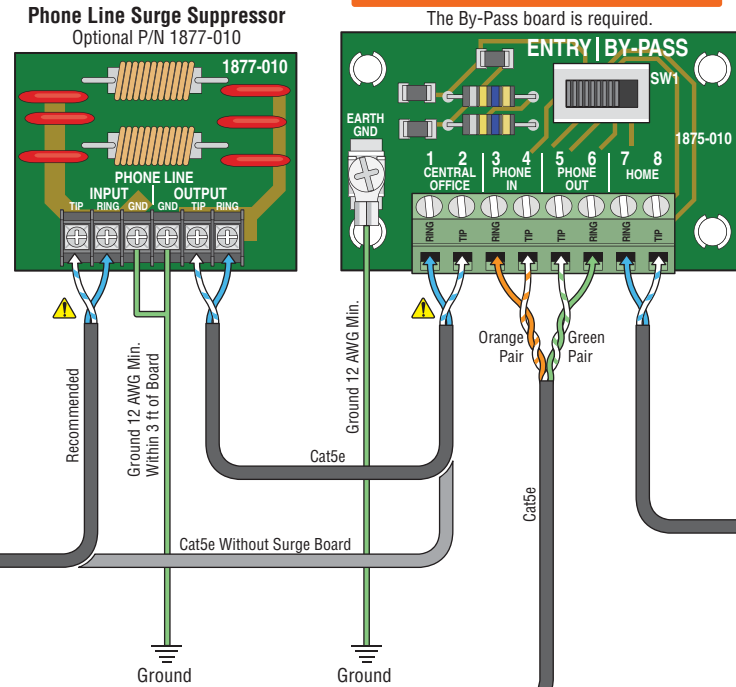 Phone Line Surge Suppressor
Optional P/N 1877-010
1877-010
PHONE LINE
INPUT OUTPUT
TIP RING GND GND TIP RING
Recommended
Ground 12 AWG Min.
Within 3 ft of Board
Ground
The By-Pass board is required.
ENTRY BY-PASS
SW1
EARTH
GND
1875-010
1 2 3 4 5 6 7 8
CENTRAL
OFFICE
PHONE
IN
PHONE
OUT
HOME
RING TIP RING TIP TIP RING RING TIP
Orange
Pair
Green
Pair
Ground 12 AWG Min.
Cat5e
Cat5e
Cat5e Without Surge Board
Ground